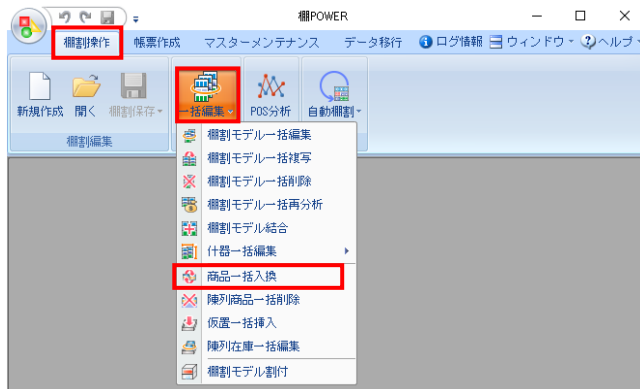 棚POWER
棚割操作 帳票作成 マスターメンテナンス データ移行 ログ情報 ウィンドウ ヘルプ
新規作成 開く 棚割保存 一括編集 POS分析 自動棚割
棚割編集
棚割モデル一括編集
棚割モデル一括複写
棚割モデル一括削除
棚割モデル一括再分析
棚割モデル結合
什器一括編集
商品一括入換
陳列商品一括削除
仮置一括挿入
陳列在庫一括編集
棚割モデル割付